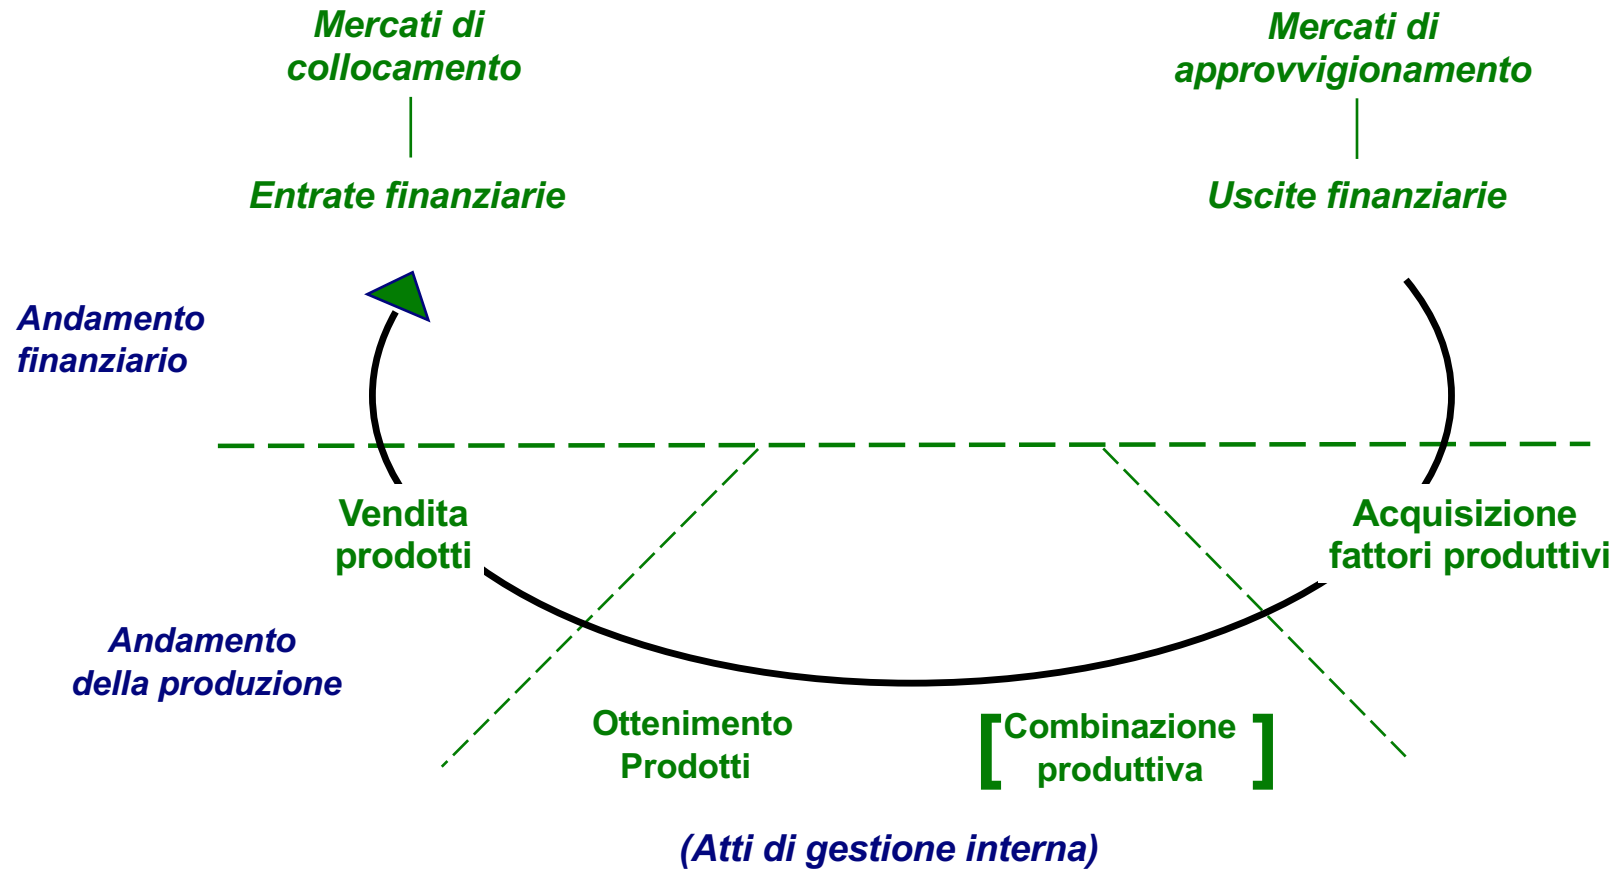 Mercati di
collocamento
Mercati di
approvvigionamento
Entrate finanziarie
Uscite finanziarie
Andamento
finanziario
Vendita
prodotti
Acquisizione
fattori produttivi
Andamento
della produzione
Ottenimento
Prodotti
[Combinazione
produttiva]
(Atti di gestione interna)